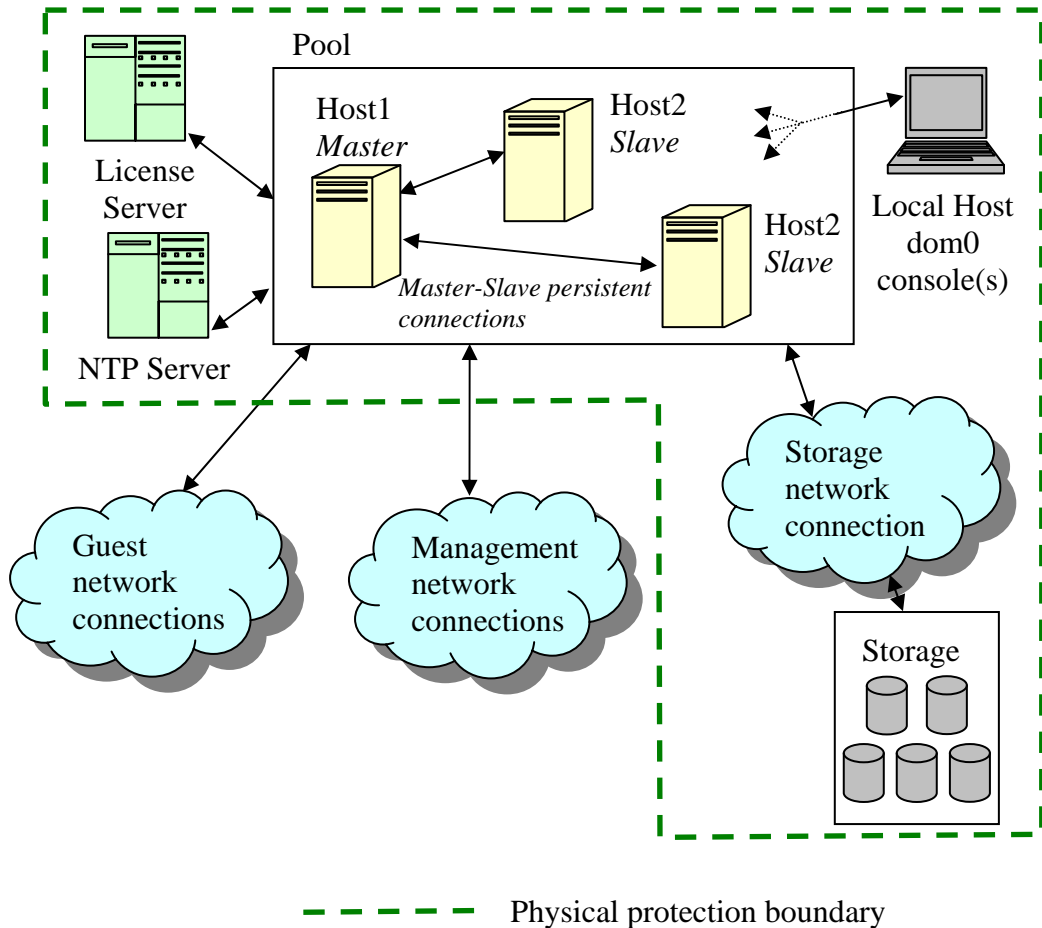 Pool
License
Server
NTP Server
Host1
Master
Host2
Slave
Host2
Slave
Master-Slave persistent
connections
Local Host
dom0
console(s)
Guest
network
connections
Management
network
connections
Storage
network
connection
Storage
Physical protection boundary